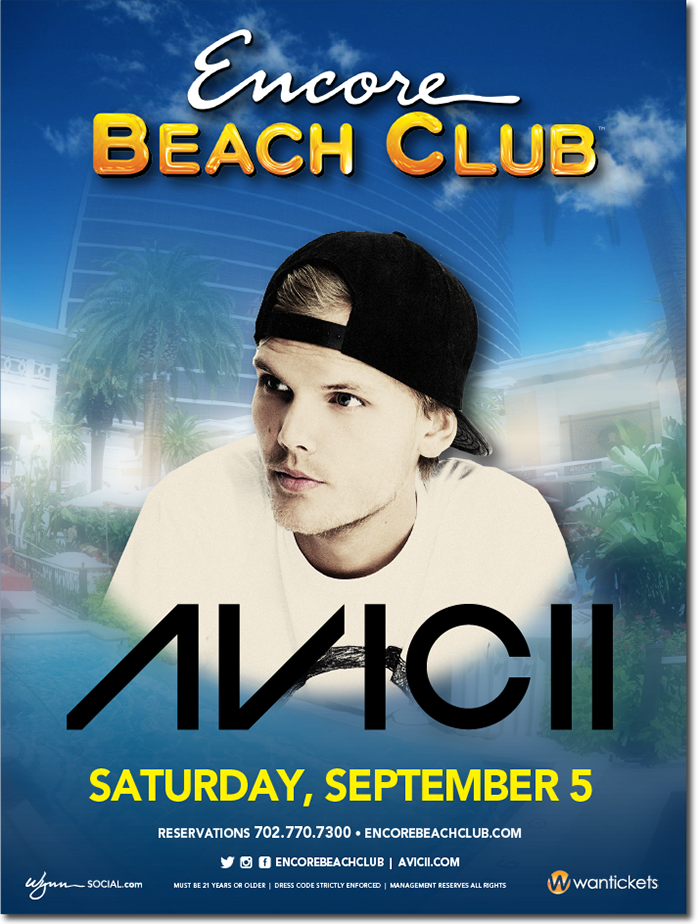 Encore
BEACH CLUB™
AVICII
SATURDAY, SEPTEMBER 5
RESERVATIONS 702.770.7300 • ENCOREBEACHCLUB.COM
ENCOREBEACHCLUB | AVICII.COM
wynn SOCIAL.com
MUST BE 21 YEARS OR OLDER | DRESS CODE STRICTLY ENFORCED | MANAGEMENT RESERVES ALL RIGHTS
W wantickets